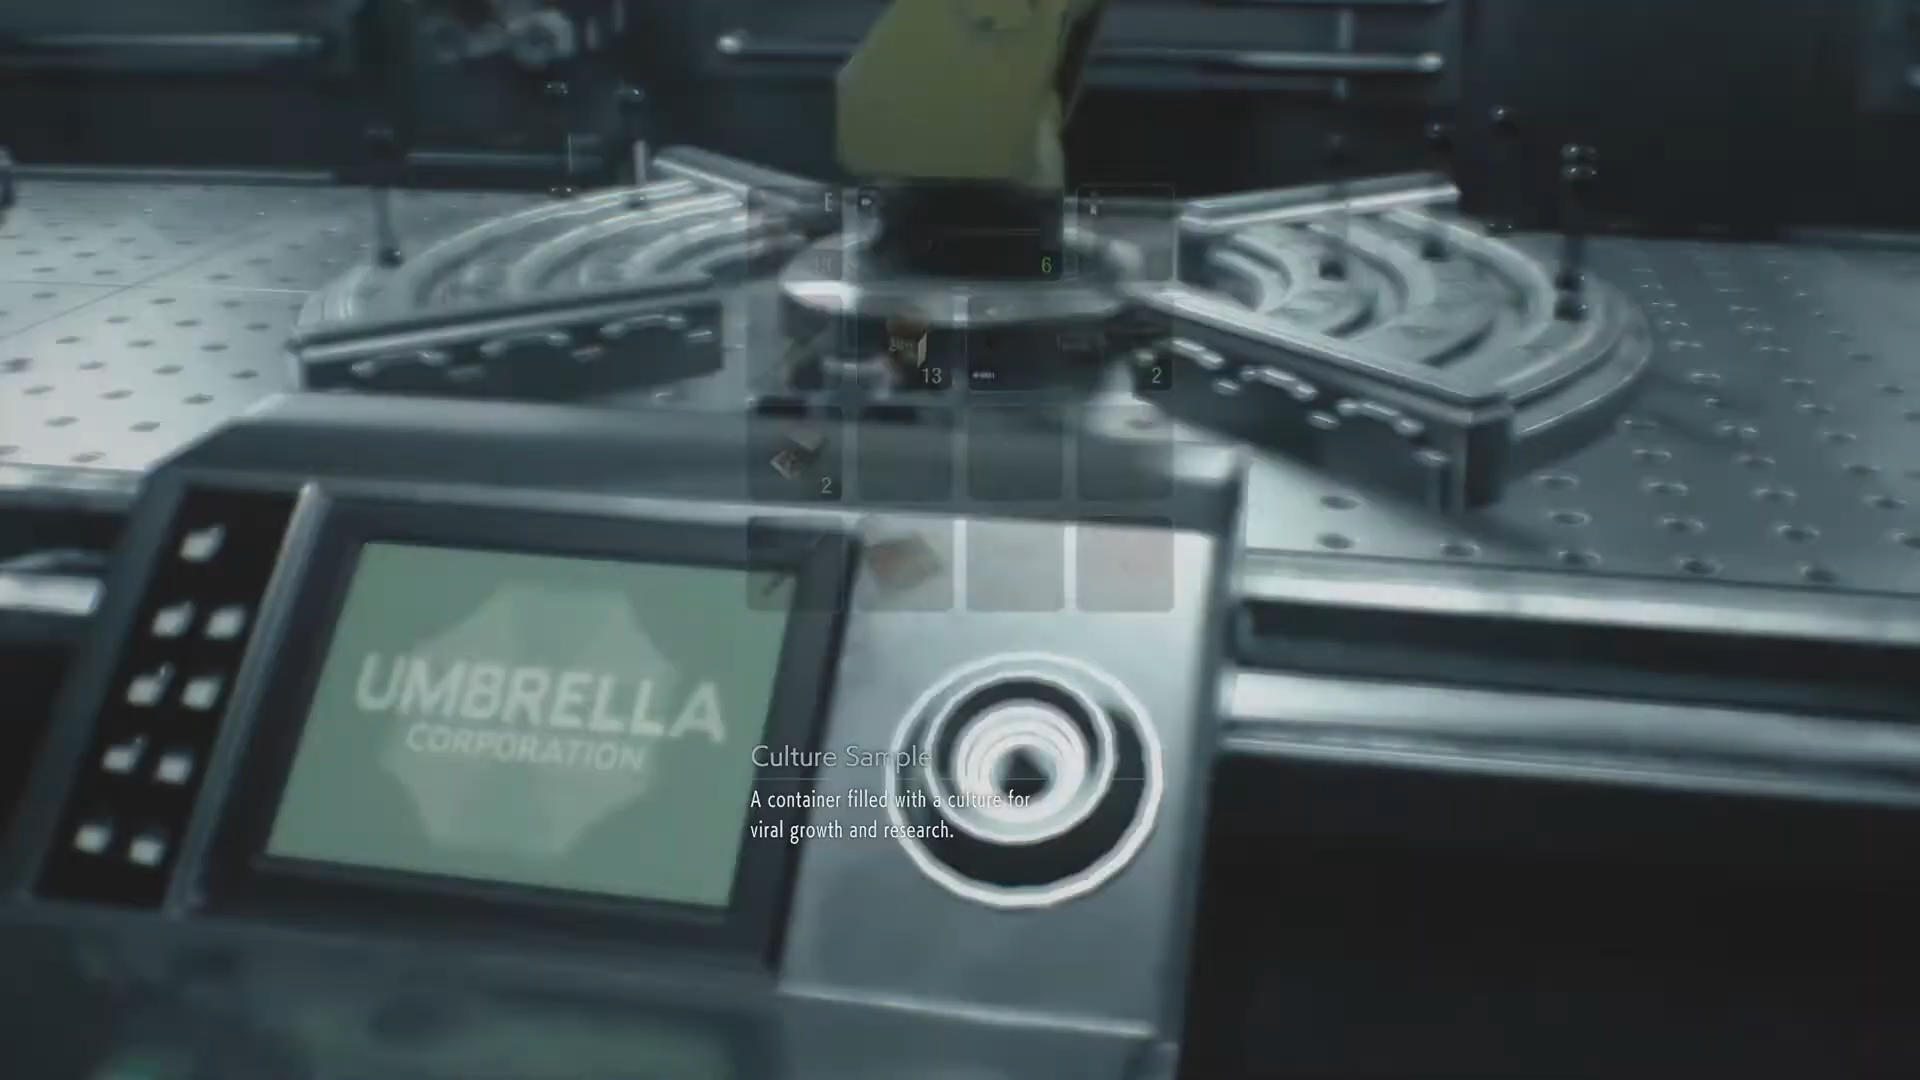 E
6
13
2
2
UMBRELLA
CORPORATION
Culture Sample
A container filled with a culture for
viral growth and research.